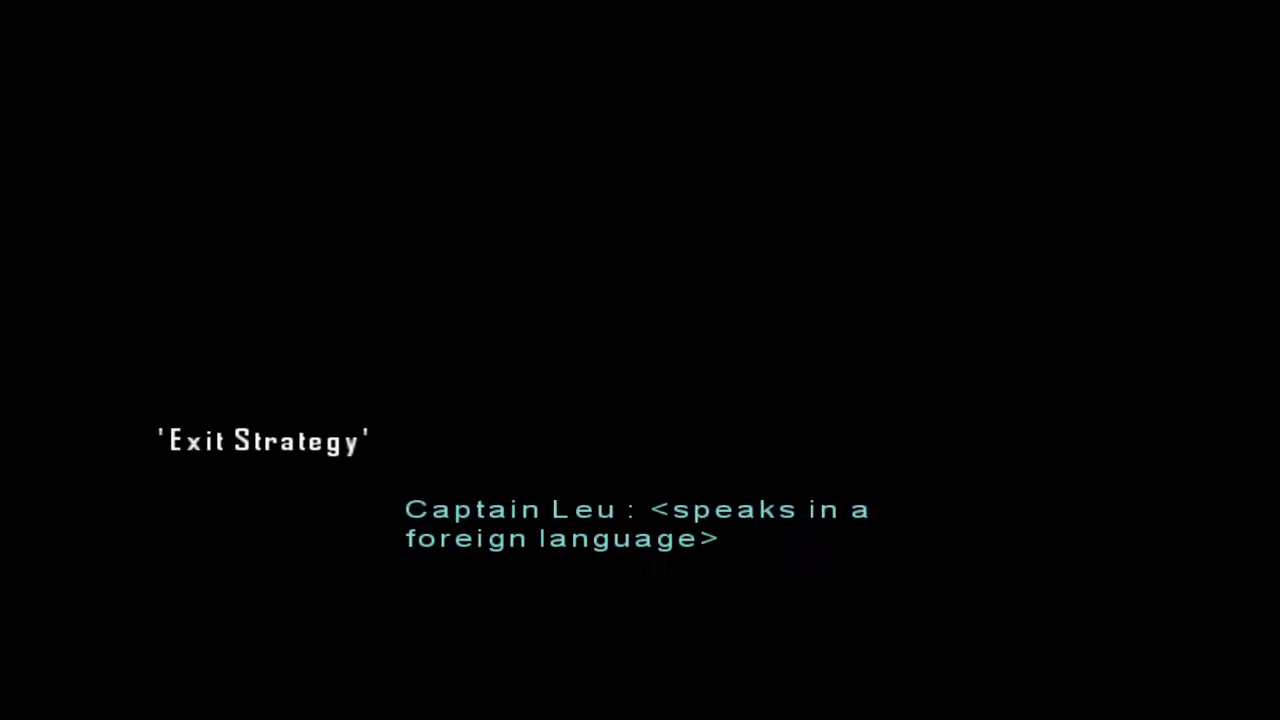 'Exit Strategy'
Captain Leu : <speaks in a
foreign language>